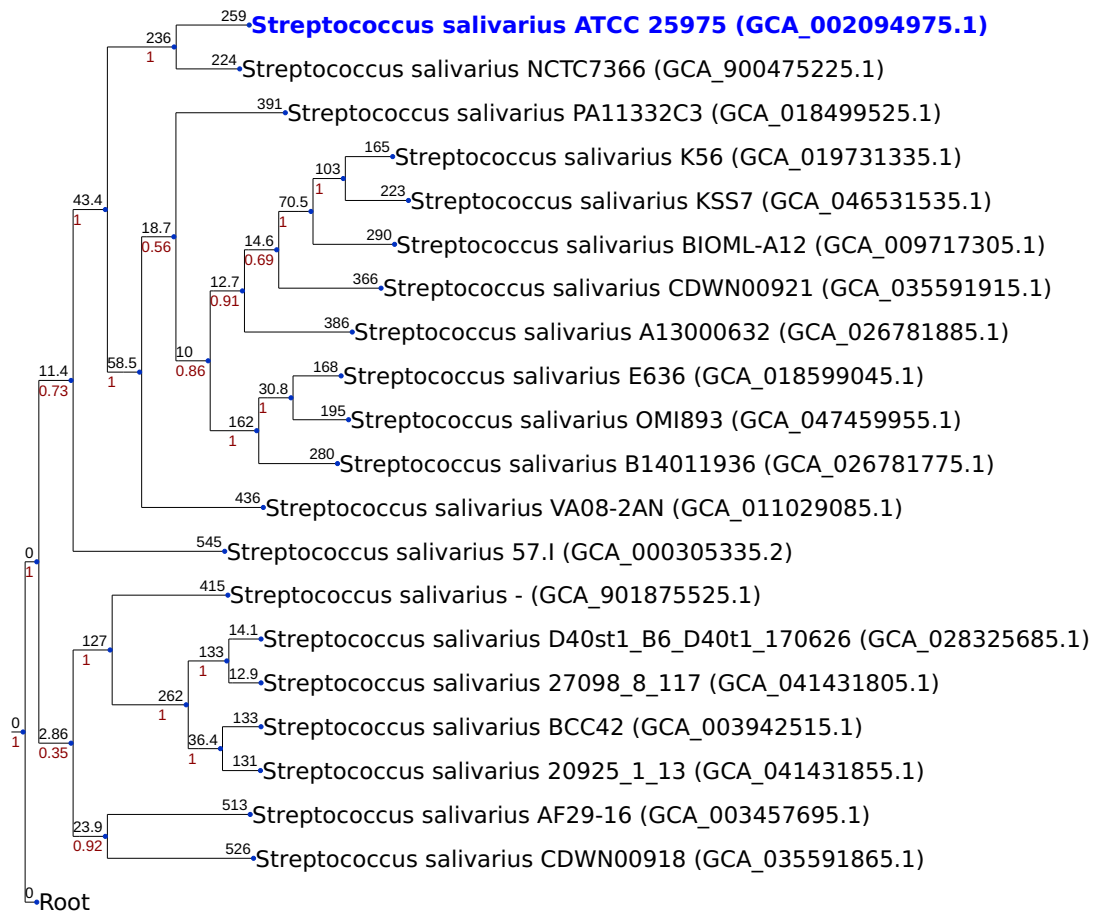 259
Streptococcus salivarius ATCC 25975 (GCA_002094975.1)
236
1
224
Streptococcus salivarius NCTC7366 (GCA_900475225.1)
391
Streptococcus salivarius PA11332C3 (GCA_018499525.1)
165
Streptococcus salivarius K56 (GCA_019731335.1)
103
1
223
Streptococcus salivarius KSS7 (GCA_046531535.1)
43.4
1
70.5
1
18.7
0.56
290
Streptococcus salivarius BIOML-A12 (GCA_009717305.1)
14.6
0.69
366
Streptococcus salivarius CDWN00921 (GCA_035591915.1)
12.7
0.91
386
Streptococcus salivarius A13000632 (GCA_026781885.1)
10
0.86
58.5
1
11.4
0.73
168
Streptococcus salivarius E636 (GCA_018599045.1)
30.8
1
195
Streptococcus salivarius OMI893 (GCA_047459955.1)
162
1
280
Streptococcus salivarius B14011936 (GCA_026781775.1)
436
Streptococcus salivarius VA08-2AN (GCA_011029085.1)
545
Streptococcus salivarius 57.I (GCA_000305335.2)
0
1
415
Streptococcus salivarius - (GCA_901875525.1)
14.1
Streptococcus salivarius D40st1_B6_D40t1_170626 (GCA_028325685.1)
127
1
133
1
12.9
Streptococcus salivarius 27098_8_117 (GCA_041431805.1)
262
1
133
Streptococcus salivarius BCC42 (GCA_003942515.1)
0
1
2.86
0.35
36.4
1
131
Streptococcus salivarius 20925_1_13 (GCA_041431855.1)
513
Streptococcus salivarius AF29-16 (GCA_003457695.1)
23.9
0.92
526
Streptococcus salivarius CDWN00918 (GCA_035591865.1)
0
Root